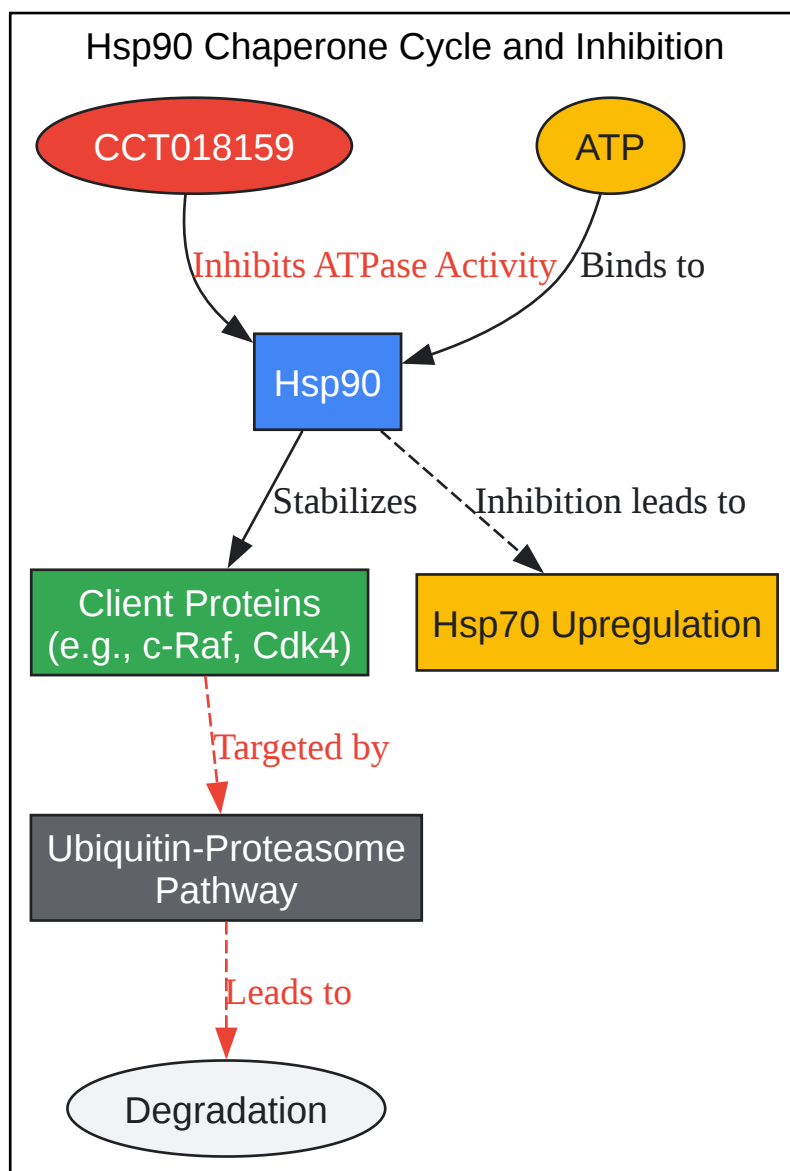 Hsp90 Chaperone Cycle and Inhibition
CCT018159
ATP
Inhibits ATPase Activity
Binds to
Hsp90
Stabilizes
Inhibition leads to
Client Proteins
(e.g., c-Raf, Cdk4)
Hsp70 Upregulation
Targeted by
Ubiquitin-Proteasome
Pathway
Leads to
Degradation